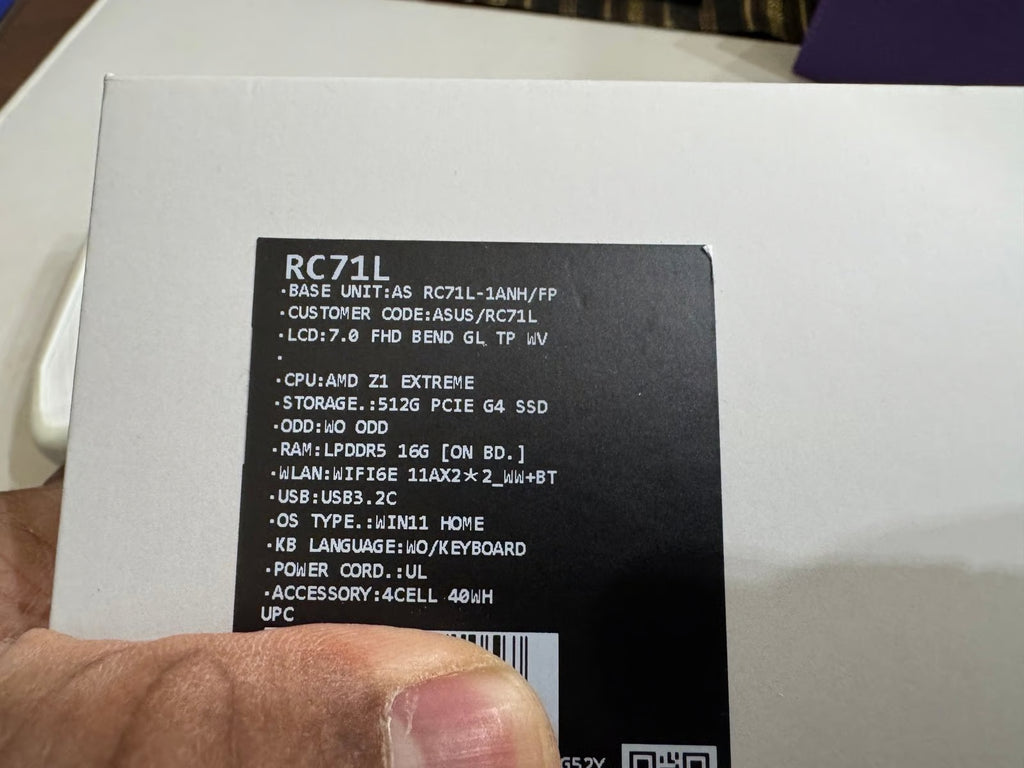 RC71L
·BASE UNIT:AS RC71L-1ANH/FP
·CUSTOMER CODE:ASUS/RC71L
·LCD:7.0 FHD BEND GL TP WV
·
·CPU:AMD Z1 EXTREME
·STORAGE.:512G PCIE G4 SSD
·ODD:WO ODD
·RAM:LPDDR5 16G [ON BD.]
·WLAN:WIFI6E 11AX2*2_WW+BT
·USB:USB3.2C
·OS TYPE.:WIN11 HOME
·KB LANGUAGE:WO/KEYBOARD
·POWER CORD.:UL
·ACCESSORY:4CELL 40WH
UPC